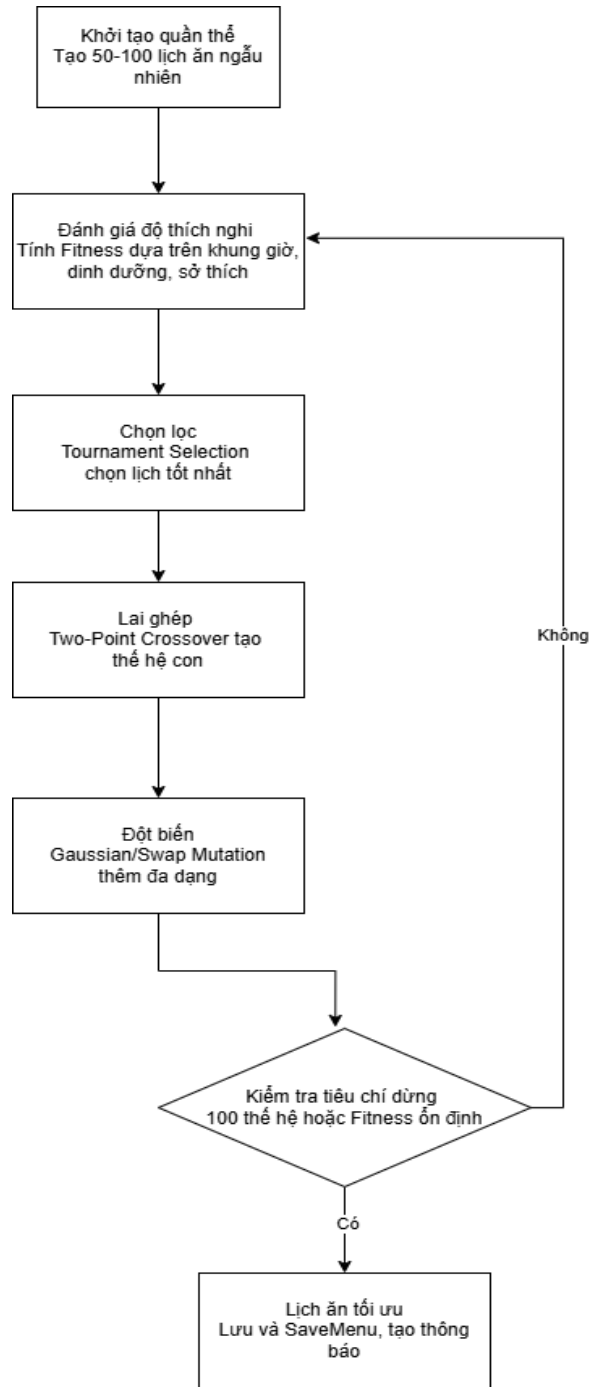 Khởi tạo quần thể
Tạo 50-100 lịch ăn ngẫu
nhiên
Đánh giá độ thích nghi
Tính Fitness dựa trên khung giờ,
dinh dưỡng, sở thích
Chọn lọc
Tournament Selection
chọn lịch tốt nhất
Lai ghép
Two-Point Crossover tạo
thế hệ con
Không
Đột biến
Gaussian/Swap Mutation
thêm đa dạng
Kiểm tra tiêu chí dừng
100 thế hệ hoặc Fitness ổn định
Có
Lịch ăn tối ưu
Lưu và SaveMenu, tạo thông
báo